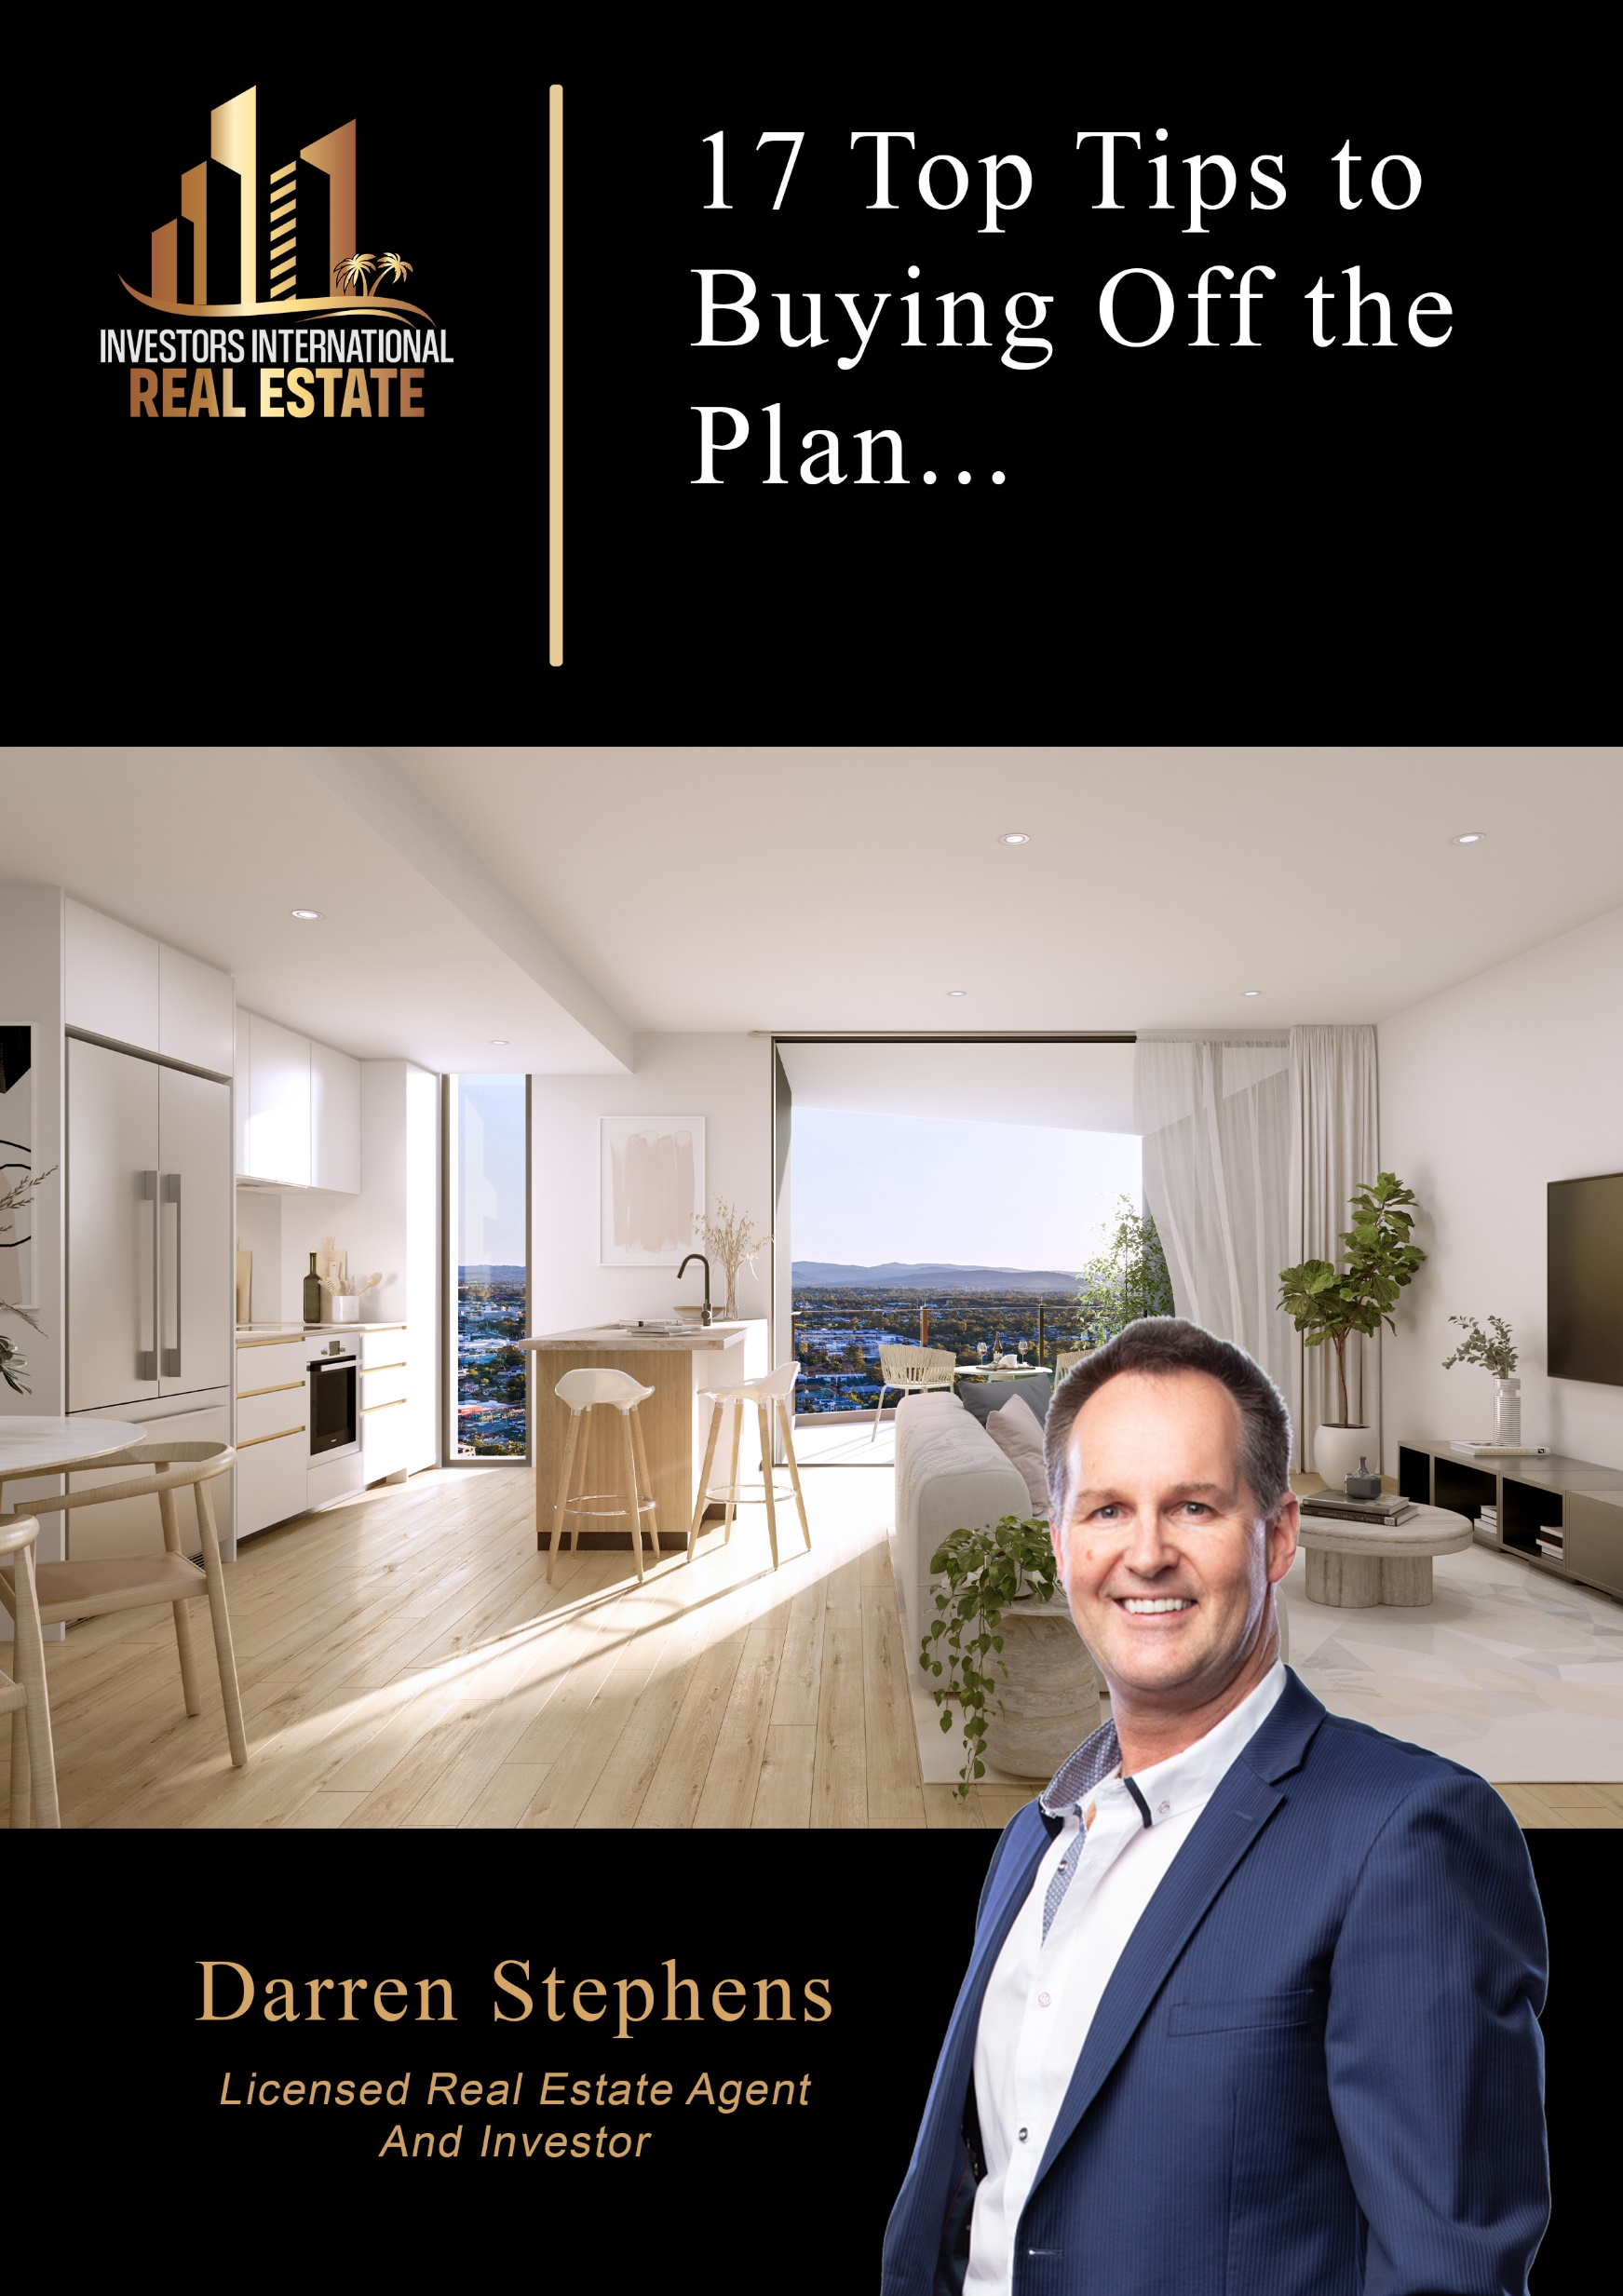 INVESTORS INTERNATIONAL
REAL ESTATE
17 Top Tips to
Buying Off the
Plan...
Darren Stephens
Licensed Real Estate Agent
And Investor